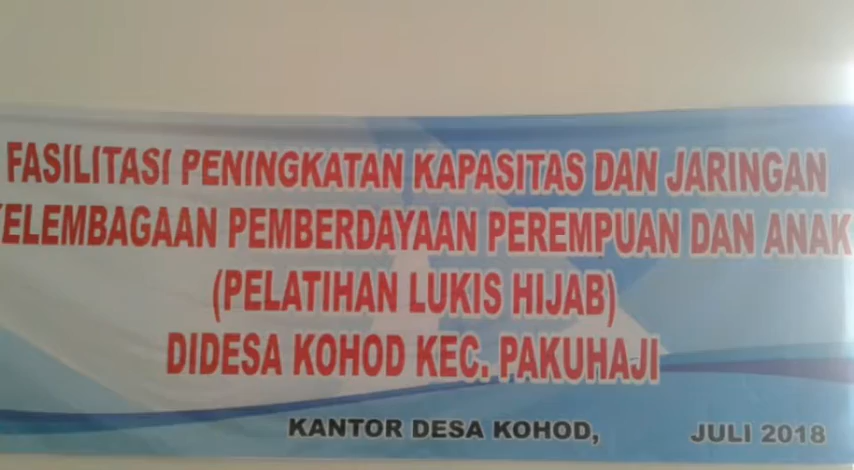 FASILITASI PENINGKATAN KAPASITAS DAN JARINGAN
KELEMBAGAAN PEMBERDAYAAN PEREMPUAN DAN ANAK
(PELATIHAN LUKIS HIJAB)
DIDESA KOHOD KEC. PAKUHAJI
KANTOR DESA KOHOD, JULI 2018